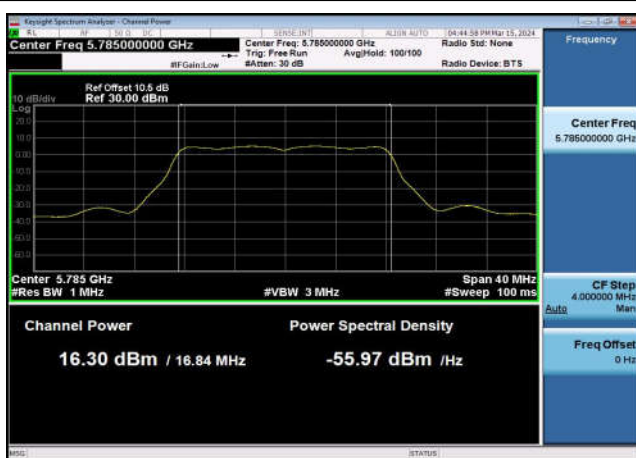 Keysight Spectrum Analyzer - Channel Power
RL RF 50 Ω DC SENSE:INT ALIGN AUTO 04:44:58 PM Mar 15, 2024
Center Freq 5.785000000 GHz
Center Freq: 5.785000000 GHz Radio Std: None
Trig: Free Run Avg|Hold: 100/100
#IFGain:Low #Atten: 30 dB Radio Device: BTS
Frequency
Ref Offset 10.5 dB
10 dB/div Ref 30.00 dBm
Log
20.0
10.0
0.00
-10.0
-20.0
-30.0
-40.0
-50.0
-60.0
Center 5.785 GHz Span 40 MHz
#Res BW 1 MHz #VBW 3 MHz #Sweep 100 ms
Channel Power Power Spectral Density
16.30 dBm / 16.84 MHz -55.97 dBm /Hz
Center Freq
5.785000000 GHz
CF Step
4.000000 MHz
Auto Man
Freq Offset
0 Hz
MSG STATUS